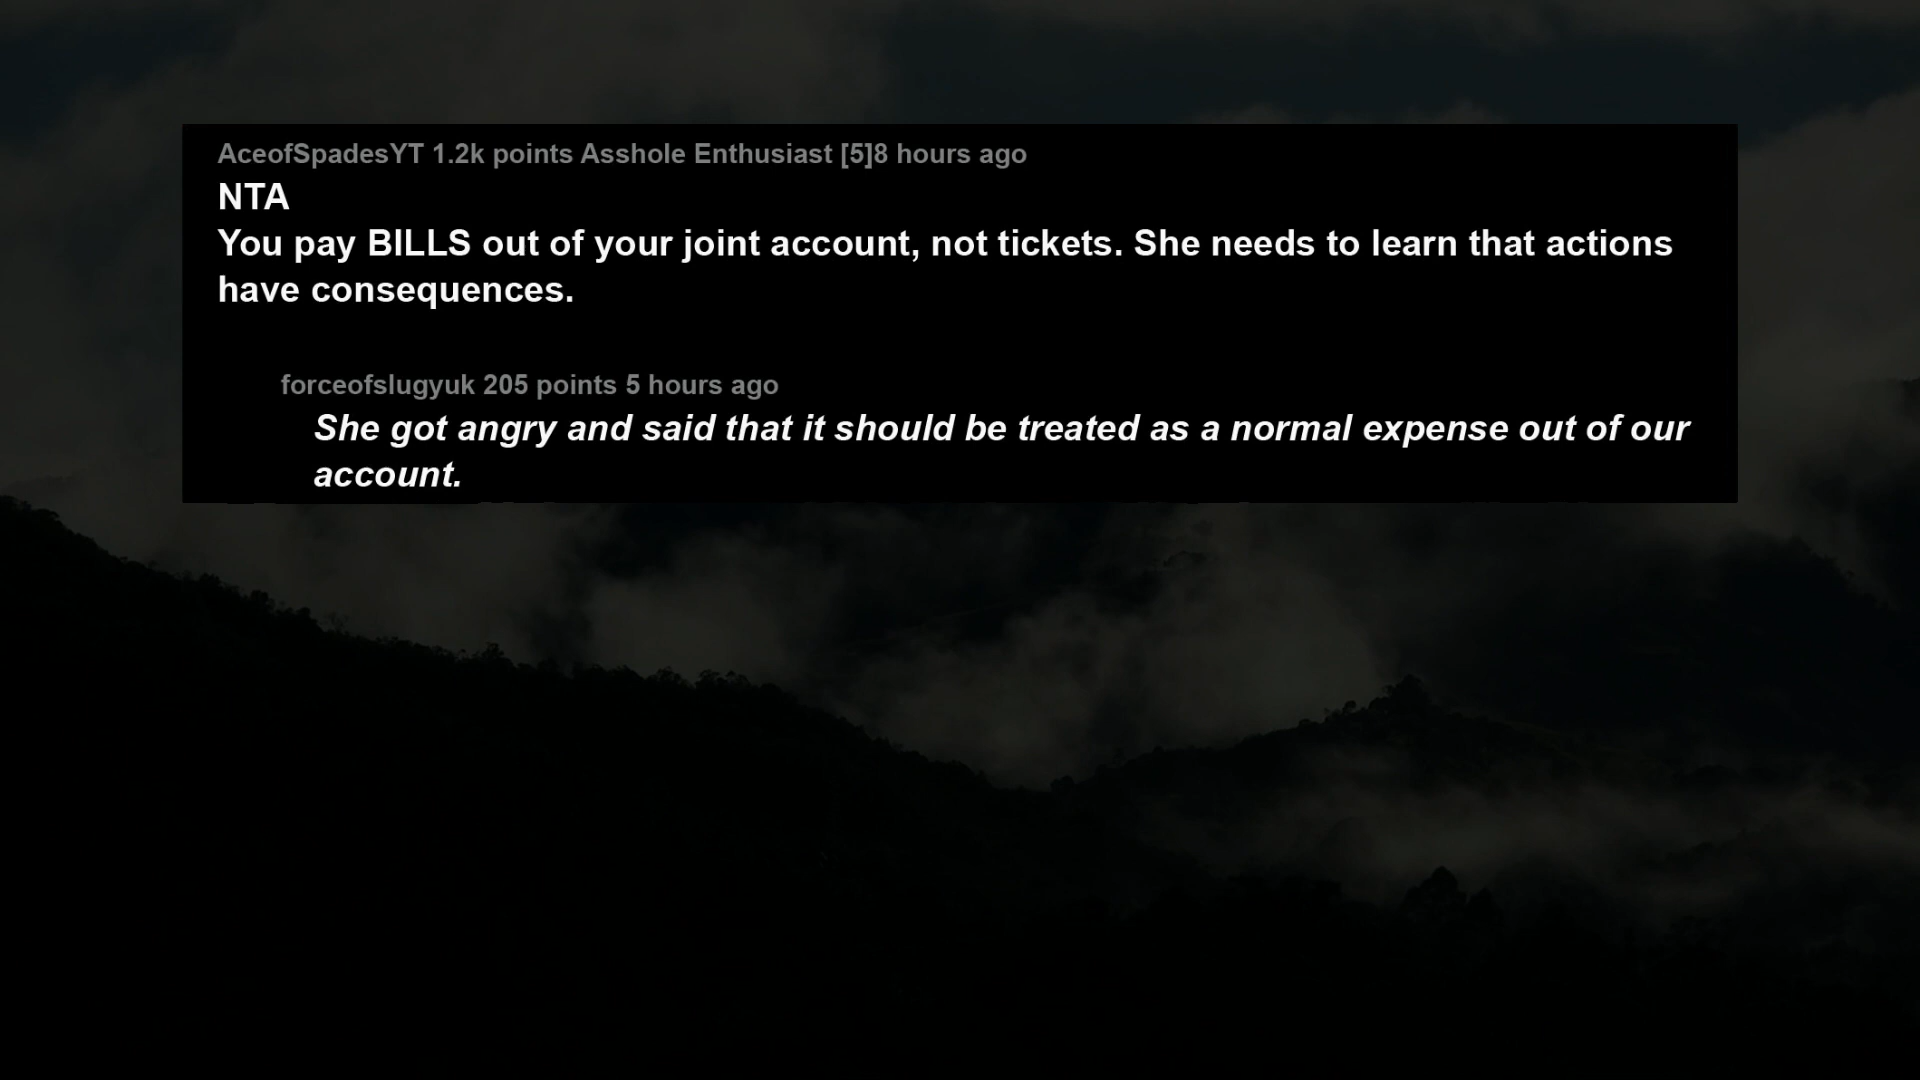 AceofSpadesYT 1.2k points Asshole Enthusiast [5]8 hours ago
NTA
You pay BILLS out of your joint account, not tickets. She needs to learn that actions
have consequences.
forceofslugyuk 205 points 5 hours ago
She got angry and said that it should be treated as a normal expense out of our
account.